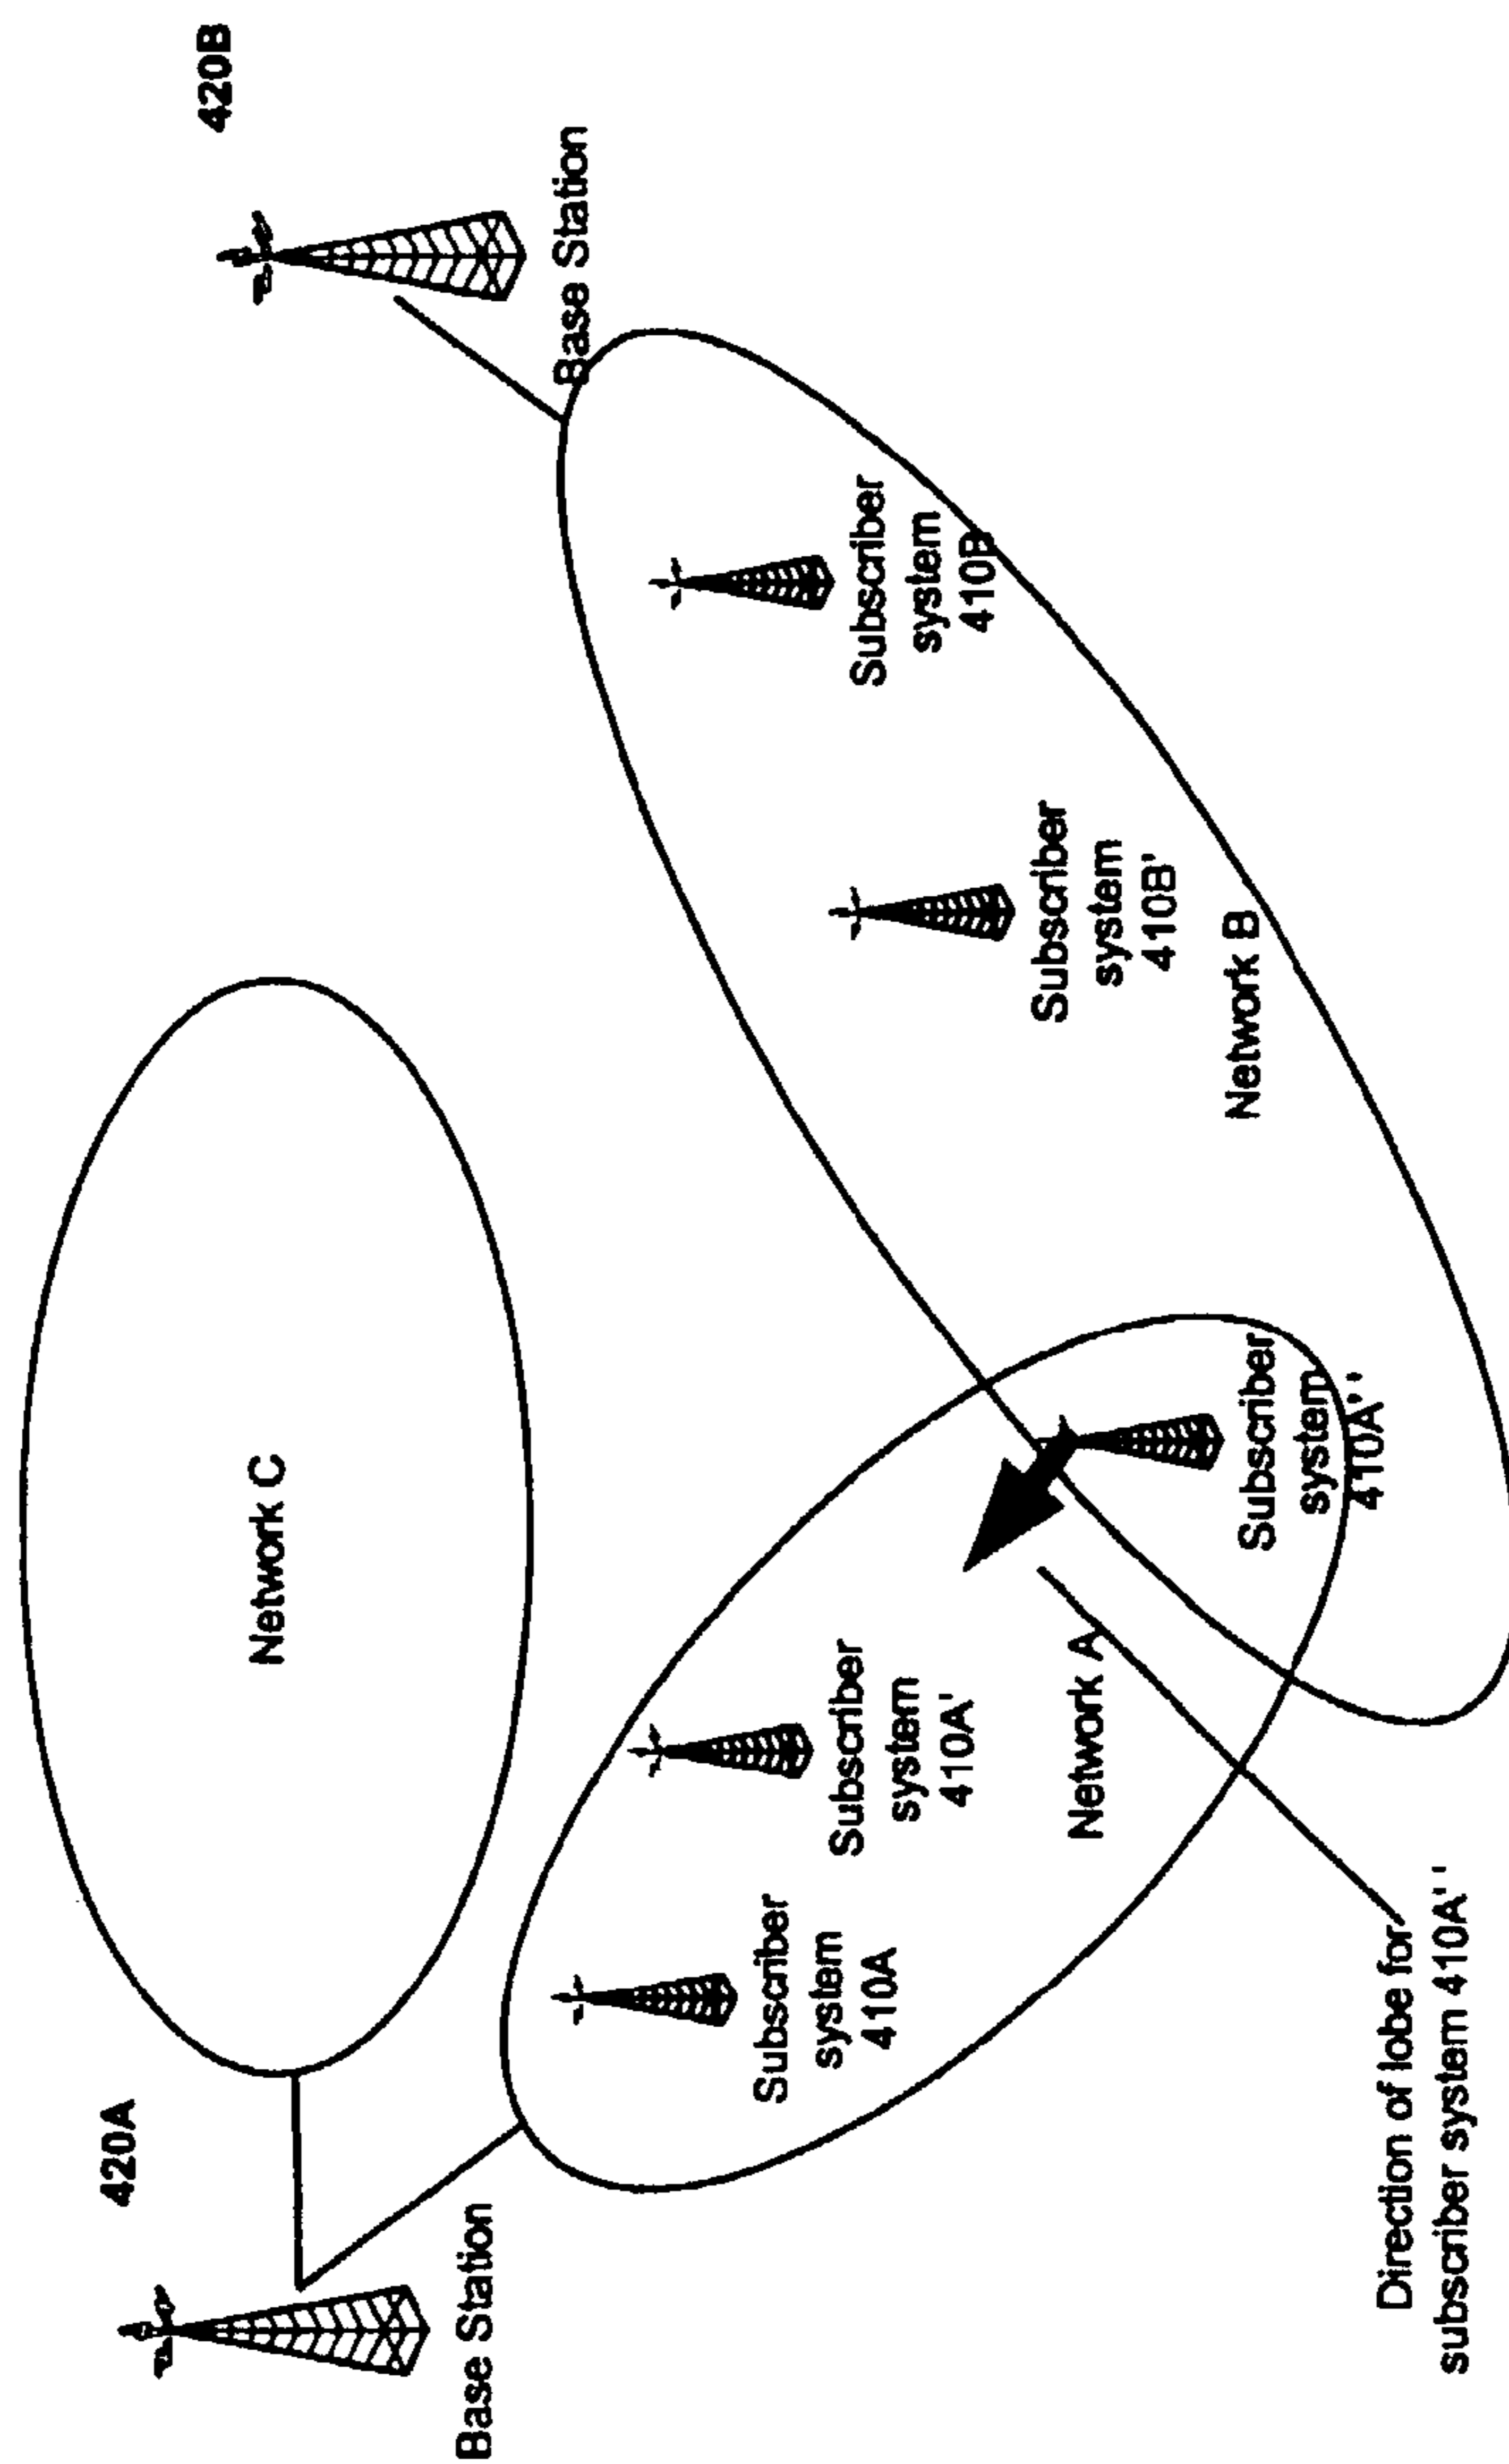 420A
Base Station
Network C
420B
Base Station
Subscriber
system
410A
Subscriber
system
410A'
Network A
Subscriber
system
410A''
Subscriber
system
410B'
Subscriber
system
410B
Network B
Direction of lobe for
subscriber system 410A''